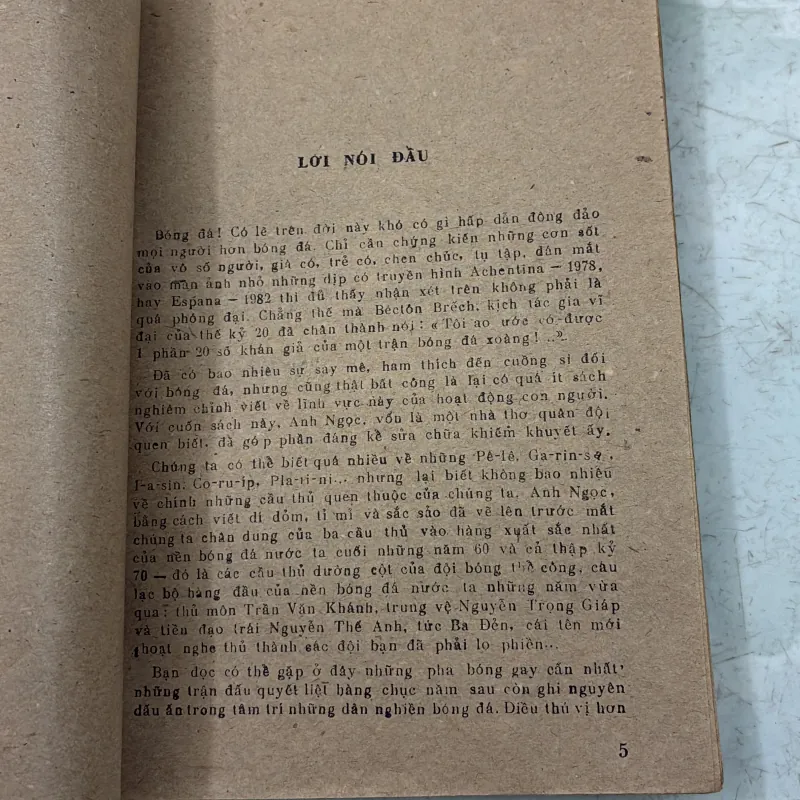 LỜI NÓI ĐẦU
Bóng đá! Có lẽ trên đời này khó có gì hấp dẫn đông đảo
mọi người hơn bóng đá. Chỉ cần chứng kiến những cơn sốt
của vô số người, già có, trẻ có, chen chúc, tụ tập, dán mắt
vào màn ảnh nhỏ những dịp có truyền hình Achentina — 1978,
hay Espana — 1982 thì đủ thấy nhận xét trên không phải là
quá phóng đại. Chẳng thế mà Béctôn Brếch, kịch tác gia vĩ
đại của thế kỷ 20 đã chân thành nói: «Tôi ao ước có được
1 phần 20 số khán giả của một trận bóng đá xoàng! ..»
Đã có bao nhiêu sự say mê, ham thích đến cuồng si đối
với bóng đá, nhưng cũng thật bất công là lại có quá ít sách
nghiêm chỉnh viết về lĩnh vực này của hoạt động con người.
Với cuốn sách này, Anh Ngọc, vốn là một nhà thơ quân đội
quen biết, đã góp phần đáng kể sửa chữa khiếm khuyết ấy.
Chúng ta có thể biết quá nhiều về những Pê-lê, Ga-rin-sa,
I-a-sin, Co-ru-íp, Pla-ti-ni... nhưng lại biết không bao nhiêu
về chính những cầu thủ quen thuộc của chúng ta. Anh Ngọc,
bằng cách viết dí dỏm, tỉ mỉ và sắc sảo đã vẽ lên trước mắt
chúng ta chân dung của ba cầu thủ vào hàng xuất sắc nhất
của nền bóng đá nước ta cuối những năm 60 và cả thập kỷ
70 — đó là các cầu thủ dường cột của đội bóng thể công, câu
lạc bộ hàng đầu của nền bóng đá nước ta những năm vừa
qua: thủ môn Trần Văn Khánh, trung vệ Nguyễn Trọng Giáp
và tiền đạo trái Nguyễn Thế Anh, tức Ba Đẻn, cái tên mới
thoạt nghe thủ thành các đội bạn đã phải lo phiền...
Bạn đọc có thể gặp ở đây những pha bóng gay cấn nhất,
những trận đấu quyết liệt hàng chục năm sau còn ghi nguyên
dấu ấn trong tâm trí những dân nghiền bóng đá. Điều thú vị hơn
5